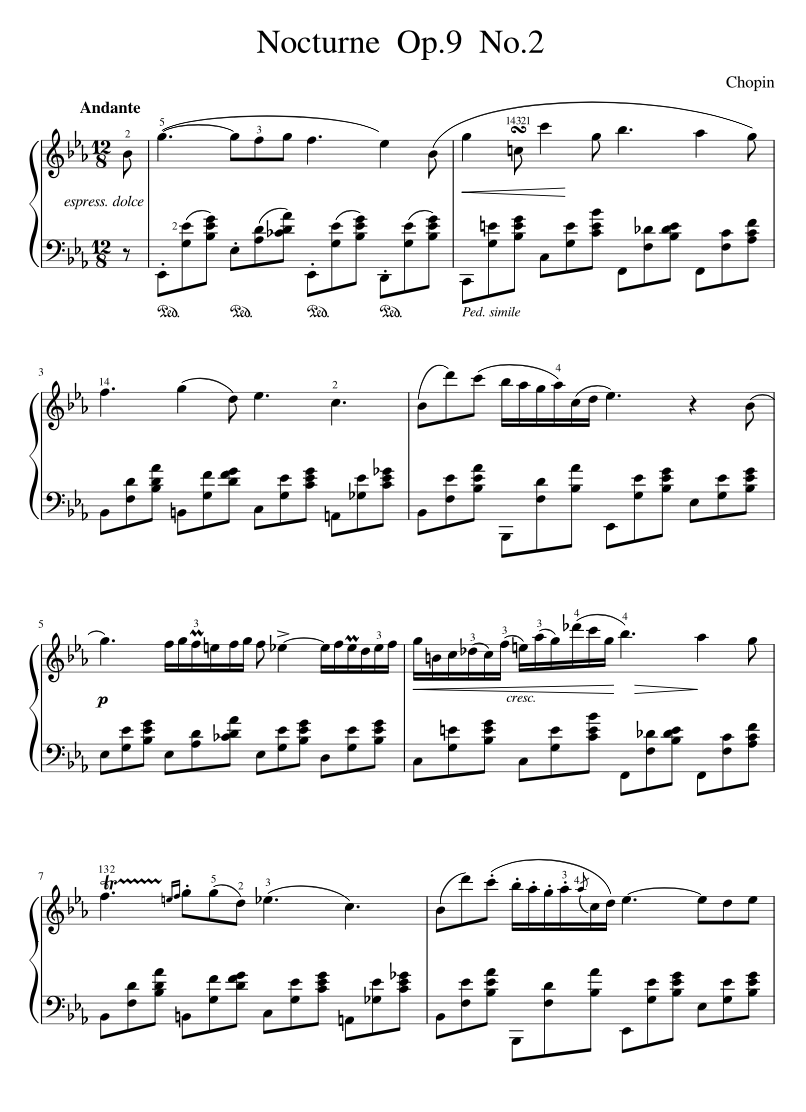 Nocturne Op.9 No.2
Chopin
Andante
2 5 3 14321
espress. dolce
12
8
2
12
8
Ped. Ped. Ped. Ped. Ped. simile
3 14 2 4
5 3 3 3 3 3 4 4
p cresc.
7 132 tr 5 2 3 3 4